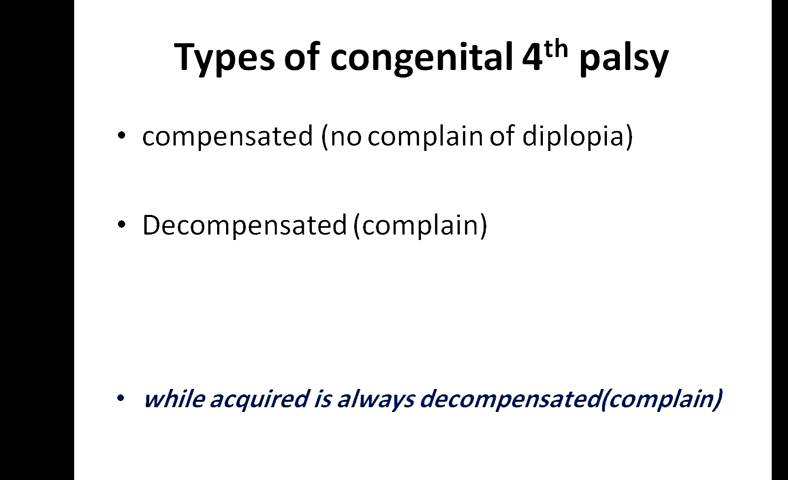 Types of congenital 4th palsy
• compensated (no complain of diplopia)
• Decompensated (complain)
• while acquired is always decompensated(complain)